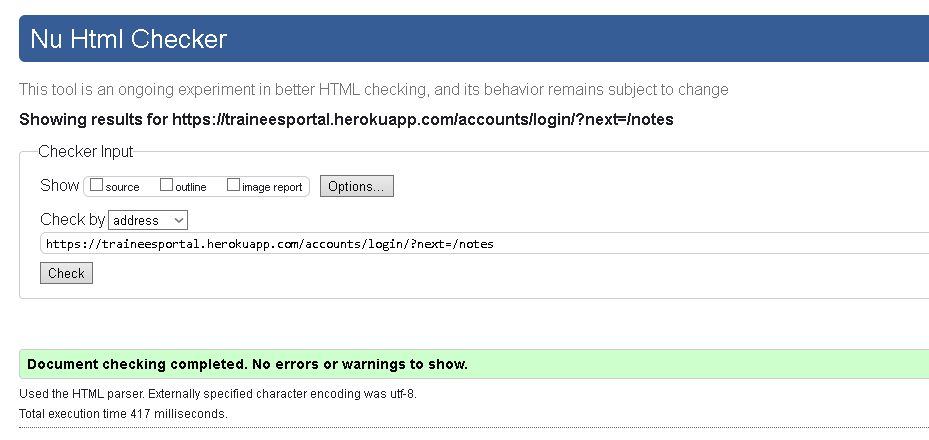 Nu Html Checker
This tool is an ongoing experiment in better HTML checking, and its behavior remains subject to change
Showing results for https://traineesportal.herokuapp.com/accounts/login/?next=/notes
Checker Input
Show source outline image report Options...
Check by address
https://traineesportal.herokuapp.com/accounts/login/?next=/notes
Check
Document checking completed. No errors or warnings to show.
Used the HTML parser. Externally specified character encoding was utf-8.
Total execution time 417 milliseconds.